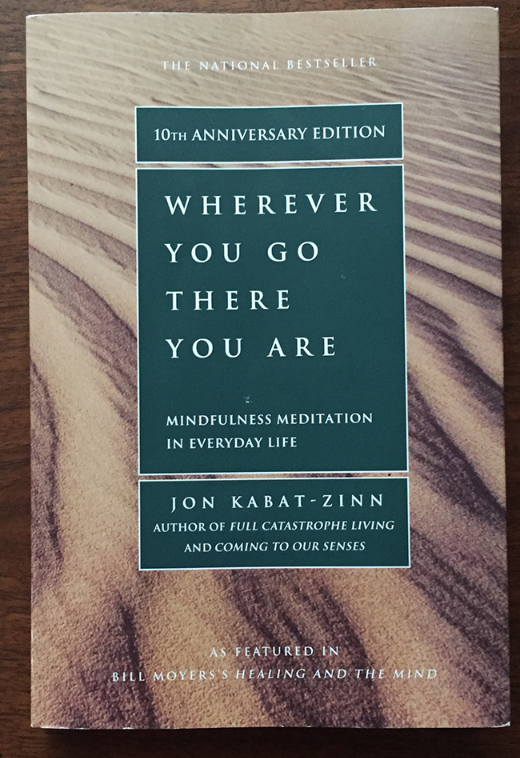 THE NATIONAL BESTSELLER
10TH ANNIVERSARY EDITION
WHEREVER
YOU GO
THERE
YOU ARE
MINDFULNESS MEDITATION
IN EVERYDAY LIFE
JON KABAT-ZINN
AUTHOR OF FULL CATASTROPHE LIVING
AND COMING TO OUR SENSES
AS FEATURED IN
BILL MOYERS'S HEALING AND THE MIND